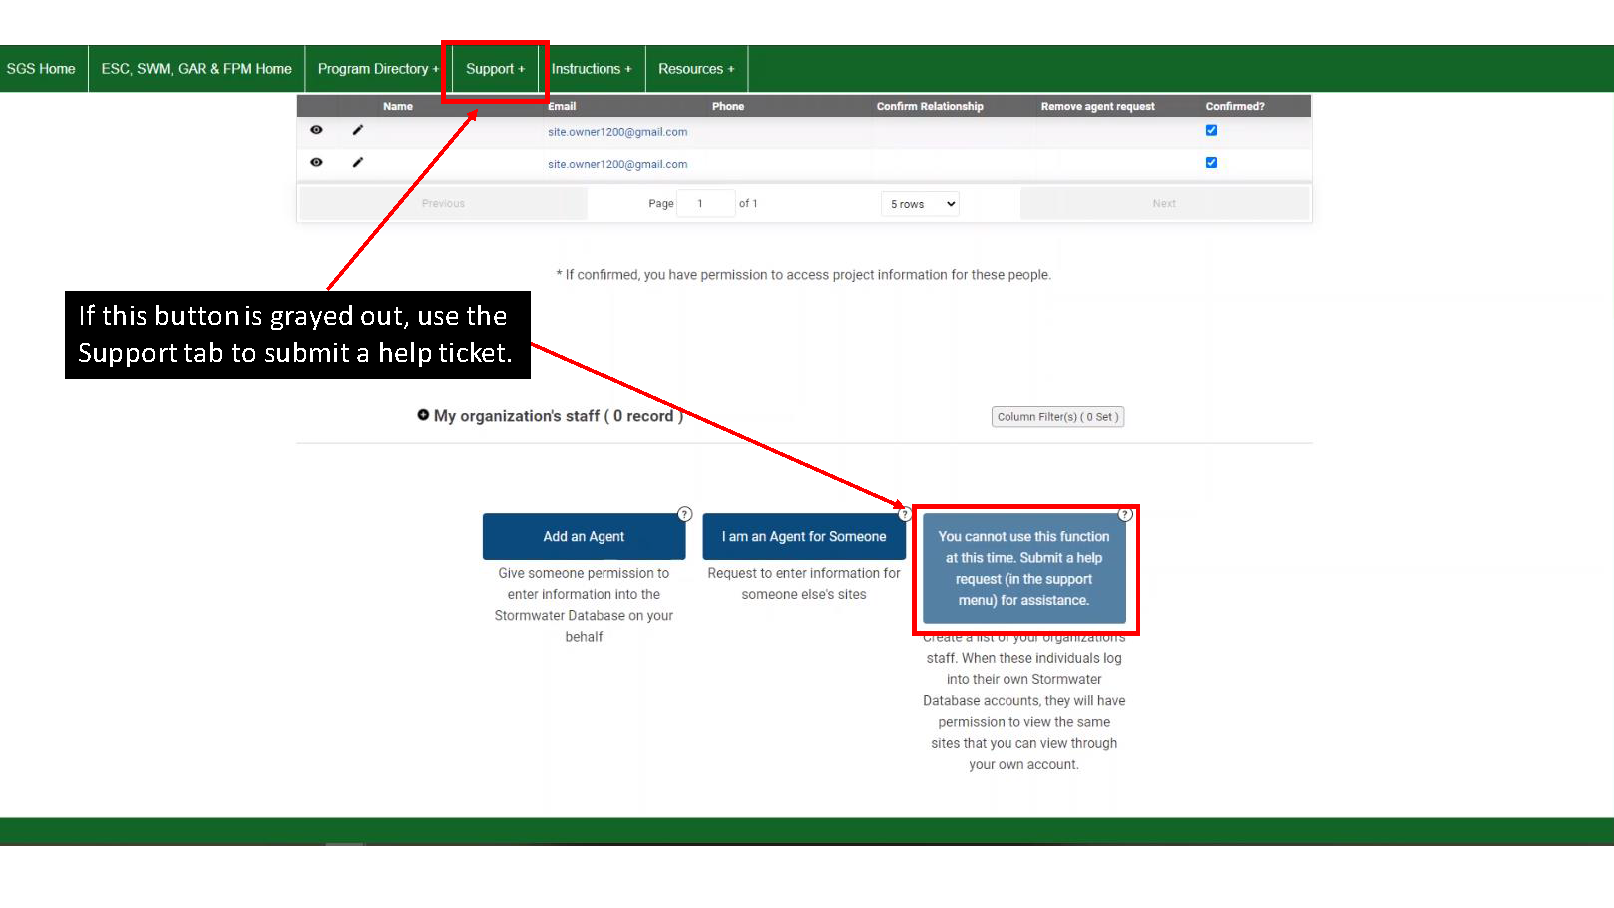 SGS Home ESC, SWM, GAR & FPM Home Program Directory + Support + Instructions + Resources +
Name Email Phone Confirm Relationship Remove agent request Confirmed?
site.owner1200@gmail.com
site.owner1200@gmail.com
Previous Page 1 of 1 5 rows Next
* If confirmed, you have permission to access project information for these people.
If this button is grayed out, use the
Support tab to submit a help ticket.
My organization's staff ( 0 record )
Column Filter(s) ( 0 Set )
Add an Agent
?
Give someone permission to
enter information into the
Stormwater Database on your
behalf
I am an Agent for Someone
?
Request to enter information for
someone else's sites
You cannot use this function
at this time. Submit a help
request (in the support
menu) for assistance.
?
Create a list of your organization's
staff. When these individuals log
into their own Stormwater
Database accounts, they will have
permission to view the same
sites that you can view through
your own account.